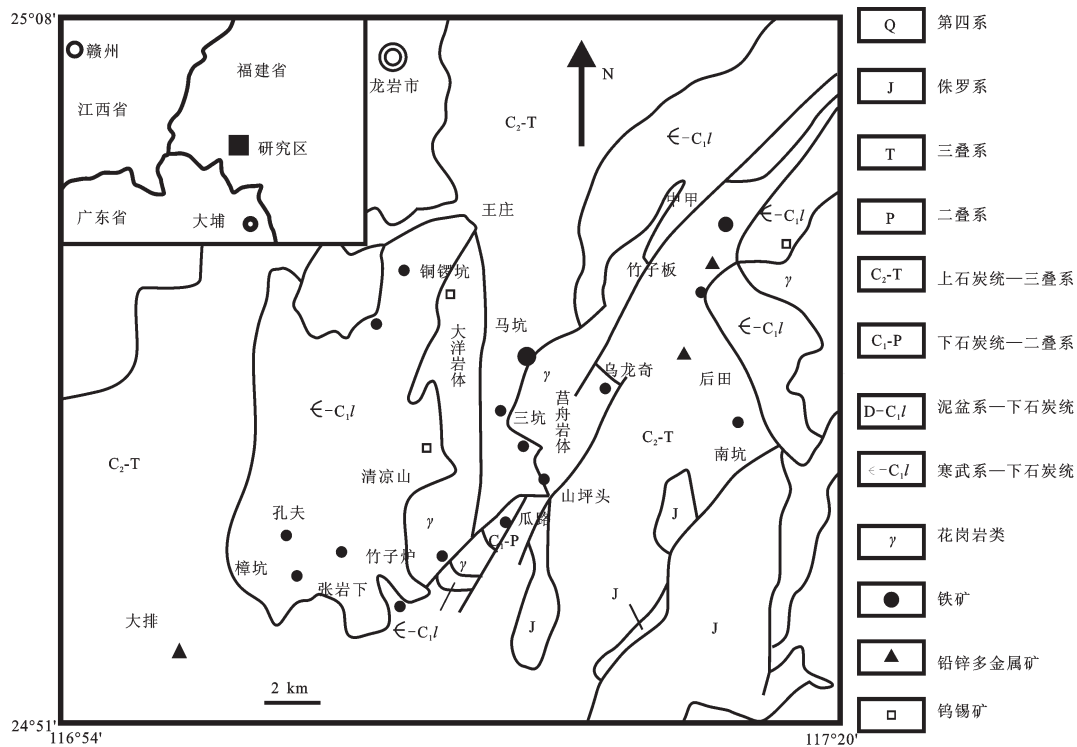 25°08′
赣州
福建省
江西省
研究区
广东省
大埔
龙岩市
N
C₂-T
∈-C₁l
中甲
∈-C₁l
王庄
竹子板
γ
铜锣坑
∈-C₁l
马坑
大洋岩体
γ
乌龙奇
后田
莒舟岩体
∈-C₁l
三坑
C₂-T
南坑
C₂-T
清凉山
山坪头
γ
瓜路
J
孔夫
C₁-P
竹子炉
γ
樟坑
张岩下
J
大排
∈-C₁l
J
J
2 km
24°51′
116°54′
117°20′
Q 第四系
J 侏罗系
T 三叠系
P 二叠系
C₂-T 上石炭统—三叠系
C₁-P 下石炭统—二叠系
D-C₁l 泥盆系—下石炭统
∈-C₁l 寒武系—下石炭统
γ 花岗岩类
铁矿
铅锌多金属矿
钨锡矿